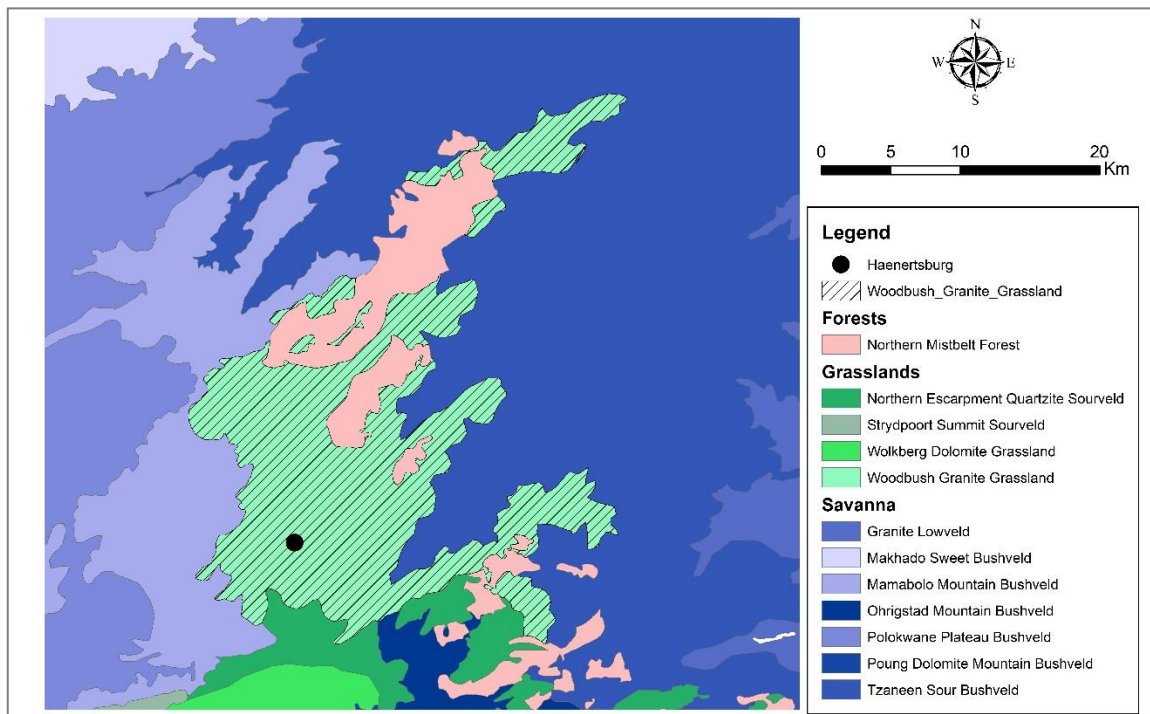 N
W E
S
0 5 10 20
Km
Legend
Haenertsburg
Woodbush_Granite_Grassland
Forests
Northern Mistbelt Forest
Grasslands
Northern Escarpment Quartzite Sourveld
Strydpoort Summit Sourveld
Wolkberg Dolomite Grassland
Woodbush Granite Grassland
Savanna
Granite Lowveld
Makhado Sweet Bushveld
Mamabolo Mountain Bushveld
Ohrigstad Mountain Bushveld
Polokwane Plateau Bushveld
Poung Dolomite Mountain Bushveld
Tzaneen Sour Bushveld